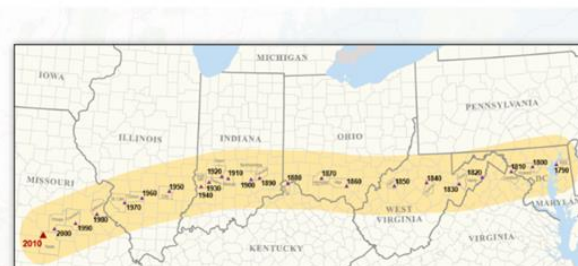 MICHIGAN
IOWA
PENNSYLVANIA
ILLINOIS
INDIANA
OHIO
MISSOURI
1920
1910
1930
1940
1900
1890
1880
1870
1860
1850
1840
1830
1820
1810
1800
1790
DC
MARYLAND
1950
1960
1970
1980
1990
2000
2010
WEST
VIRGINIA
KENTUCKY
VIRGINIA